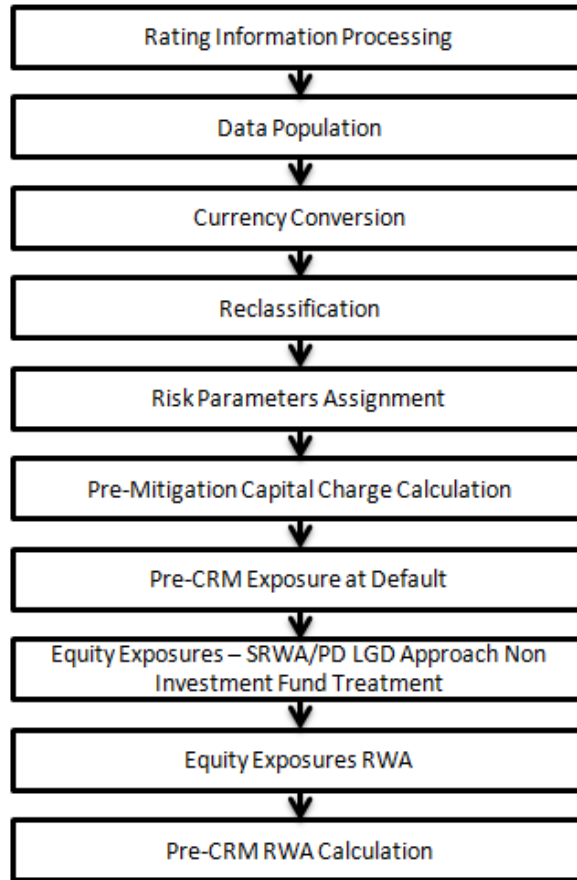 Rating Information Processing
Data Population
Currency Conversion
Reclassification
Risk Parameters Assignment
Pre-Mitigation Capital Charge Calculation
Pre-CRM Exposure at Default
Equity Exposures – SRWA/PD LGD Approach Non
Investment Fund Treatment
Equity Exposures RWA
Pre-CRM RWA Calculation